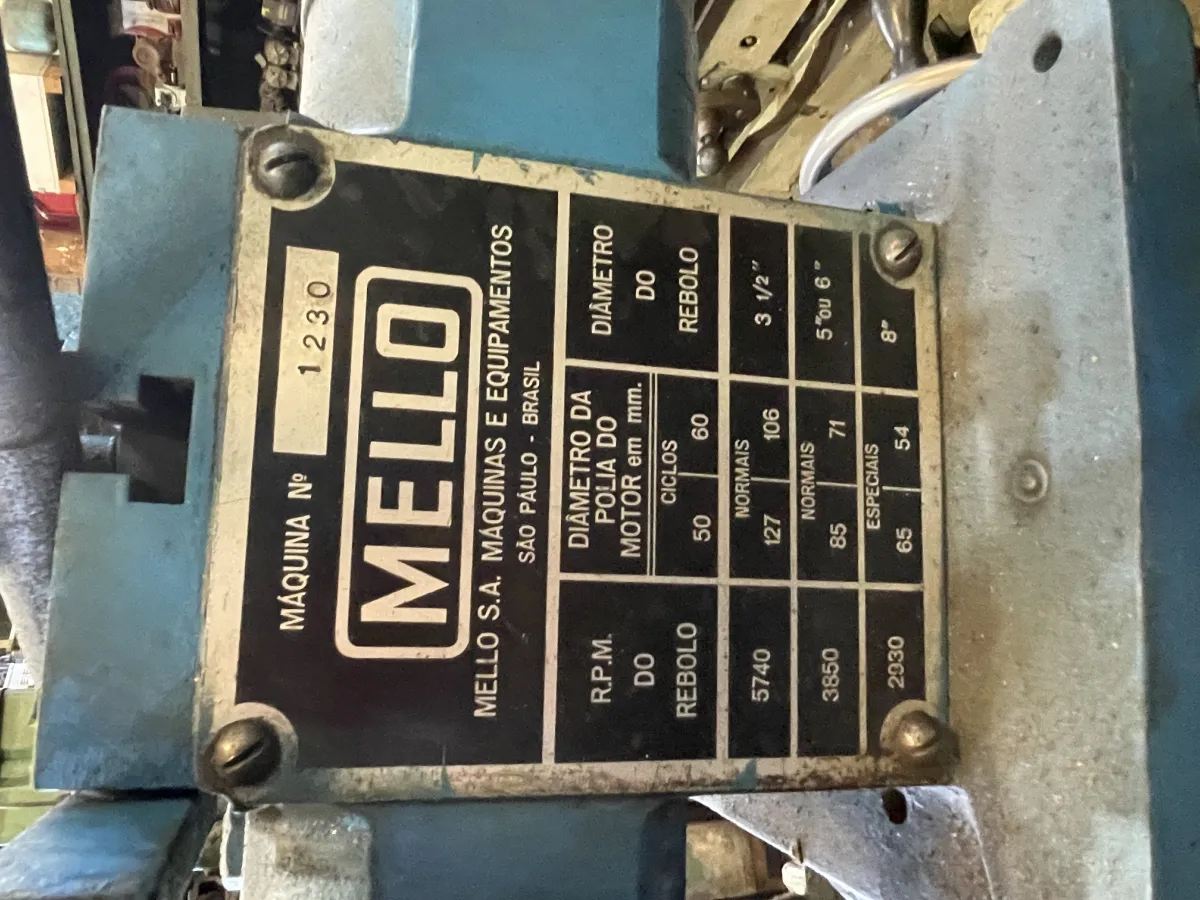 MÁQUINA Nº 1230
MELLO
MELLO S.A. MÁQUINAS E EQUIPAMENTOS
SÃO PAULO - BRASIL
R.P.M.
DO
REBOLO
DIÂMETRO DA
POLIA DO
MOTOR em mm.
CICLOS
50 60
DIÂMETRO
DO
REBOLO
NORMAIS
5740 127 106 3 1/2"
NORMAIS
3850 85 71 5"ou 6"
ESPECIAIS
2930 65 54 8"